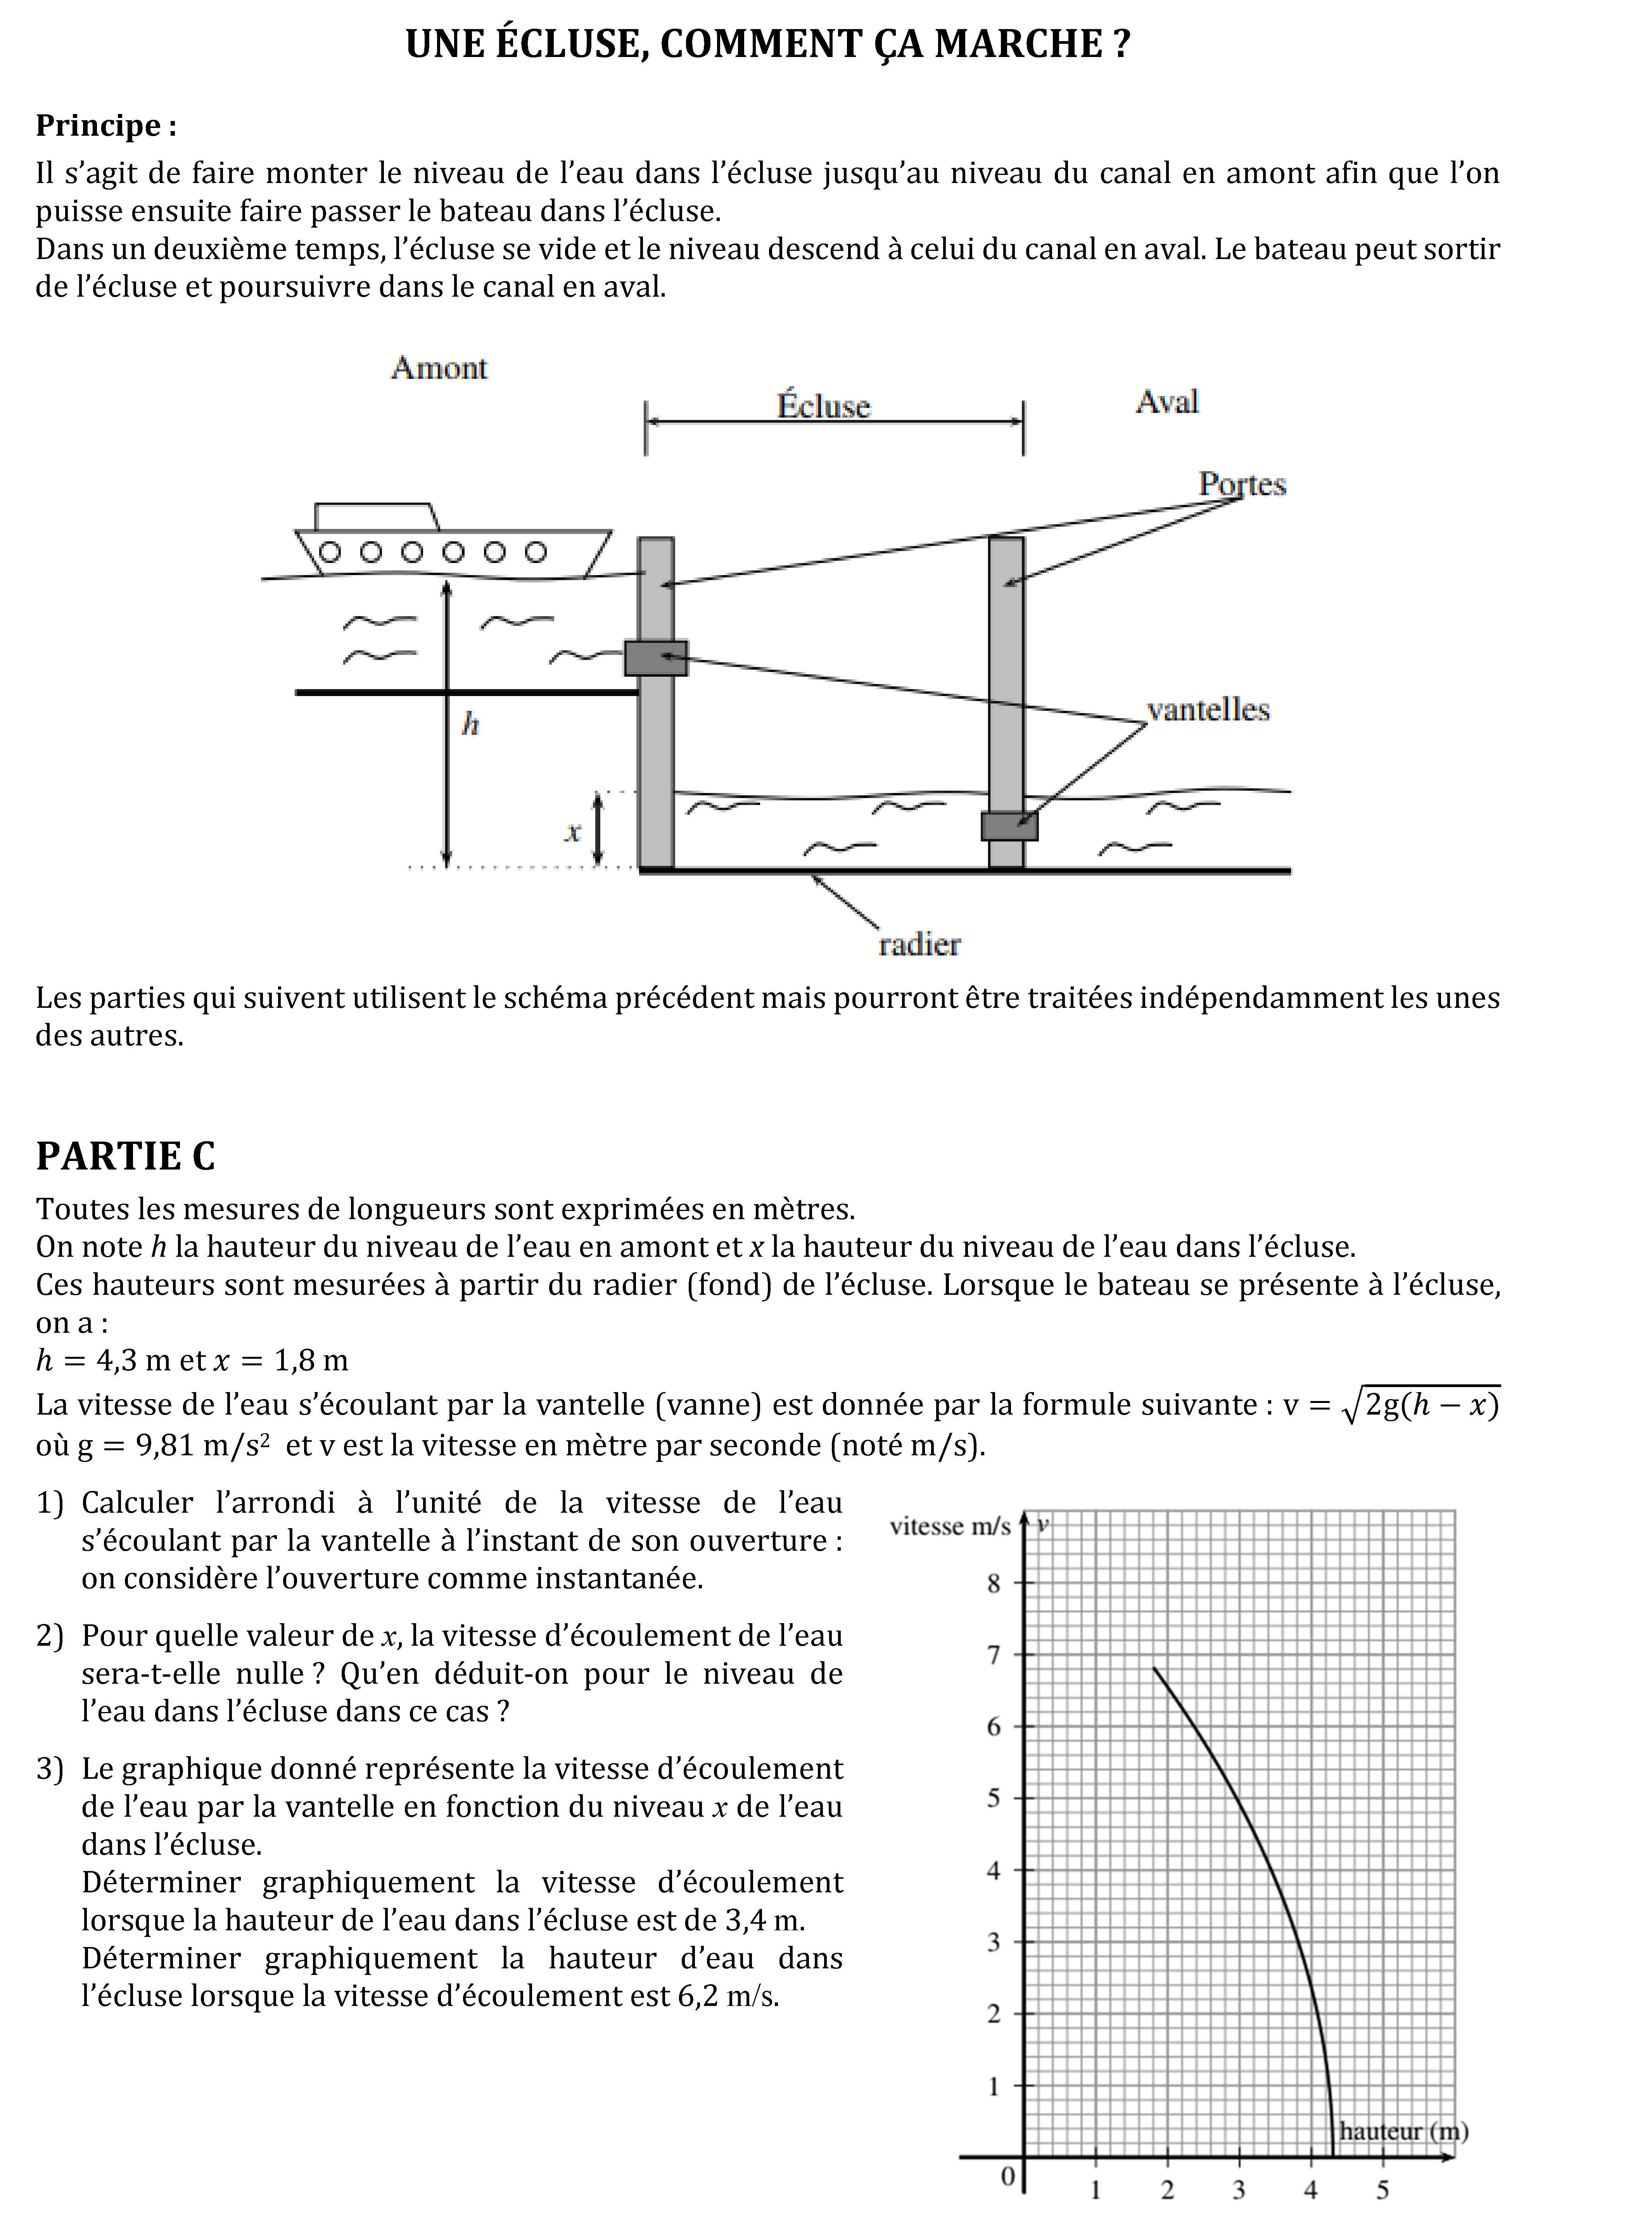 UNE ÉCLUSE, COMMENT ÇA MARCHE ?
Principe :
Il s’agit de faire monter le niveau de l’eau dans l’écluse jusqu’au niveau du canal en amont afin que l’on
puisse ensuite faire passer le bateau dans l’écluse.
Dans un deuxième temps, l’écluse se vide et le niveau descend à celui du canal en aval. Le bateau peut sortir
de l’écluse et poursuivre dans le canal en aval.
Amont
Écluse
Aval
Portes
h
vantelles
x
radier
Les parties qui suivent utilisent le schéma précédent mais pourront être traitées indépendamment les unes
des autres.
PARTIE C
Toutes les mesures de longueurs sont exprimées en mètres.
On note h la hauteur du niveau de l’eau en amont et x la hauteur du niveau de l’eau dans l’écluse.
Ces hauteurs sont mesurées à partir du radier (fond) de l’écluse. Lorsque le bateau se présente à l’écluse,
on a :
h = 4,3 m et x = 1,8 m
La vitesse de l’eau s’écoulant par la vantelle (vanne) est donnée par la formule suivante : v = √2g(h − x)
où g = 9,81 m/s² et v est la vitesse en mètre par seconde (noté m/s).
1) Calculer l’arrondi à l’unité de la vitesse de l’eau
s’écoulant par la vantelle à l’instant de son ouverture :
on considère l’ouverture comme instantanée.
2) Pour quelle valeur de x, la vitesse d’écoulement de l’eau
sera-t-elle nulle ? Qu’en déduit-on pour le niveau de
l’eau dans l’écluse dans ce cas ?
3) Le graphique donné représente la vitesse d’écoulement
de l’eau par la vantelle en fonction du niveau x de l’eau
dans l’écluse.
Déterminer graphiquement la vitesse d’écoulement
lorsque la hauteur de l’eau dans l’écluse est de 3,4 m.
Déterminer graphiquement la hauteur d’eau dans
l’écluse lorsque la vitesse d’écoulement est 6,2 m/s.
vitesse m/s v
8
7
6
5
4
3
2
1
hauteur (m)
0
1 2 3 4 5